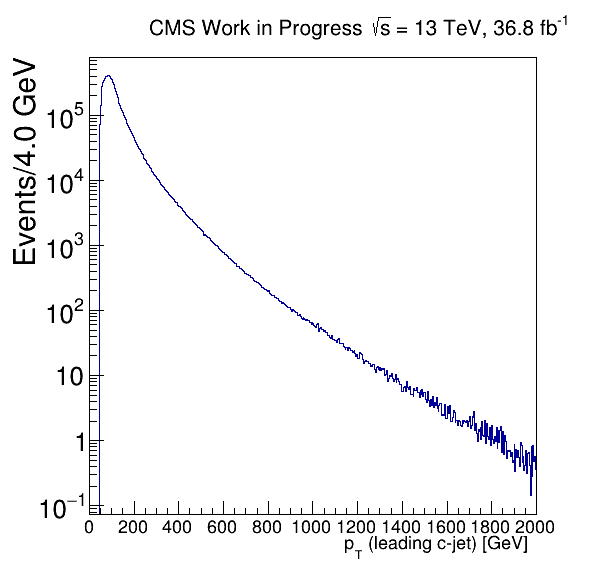 CMS Work in Progress √s = 13 TeV, 36.8 fb⁻¹
Events/4.0 GeV
10⁵
10⁴
10³
10²
10
1
10⁻¹
0 200 400 600 800 1000 1200 1400 1600 1800 2000
p_T (leading c-jet) [GeV]